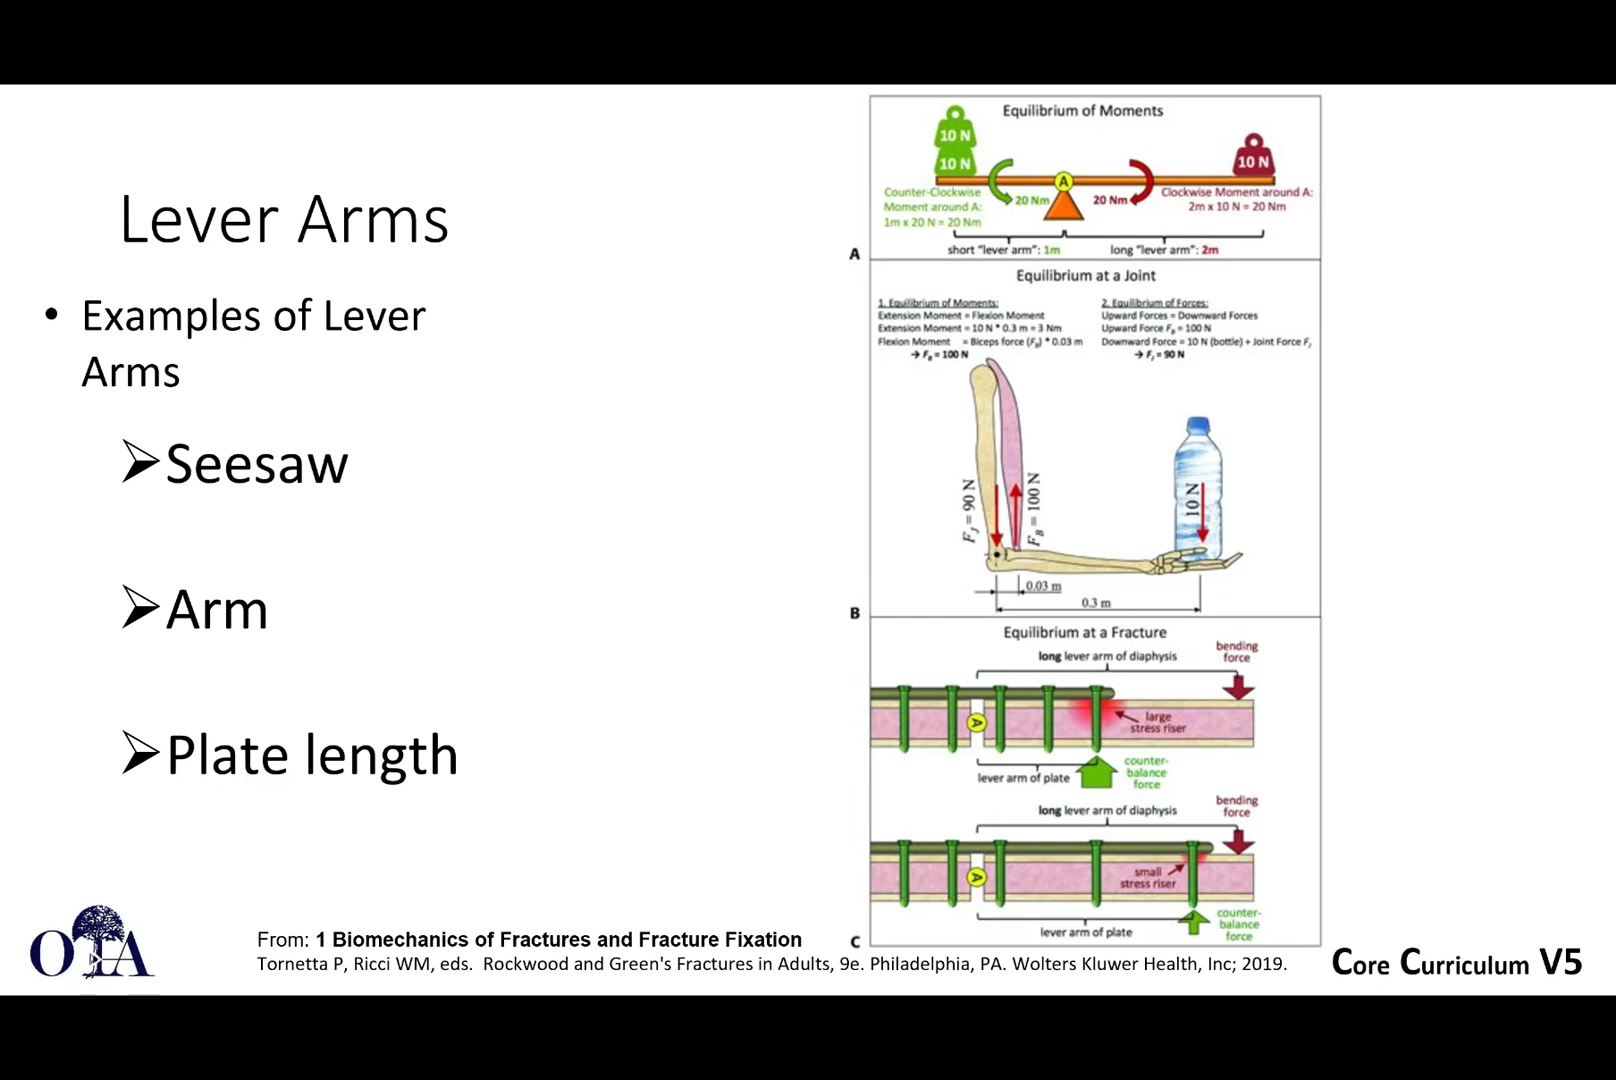 Lever Arms
• Examples of Lever
Arms
➢Seesaw
➢Arm
➢Plate length
Equilibrium of Moments
10 N
10 N
10 N
A
20 Nm
20 Nm
Counter-Clockwise
Moment around A:
1m x 20 N = 20 Nm
Clockwise Moment around A:
2m x 10 N = 20 Nm
short "lever arm": 1m
long "lever arm": 2m
A
Equilibrium at a Joint
1. Equilibrium of Moments:
Extension Moment = Flexion Moment
Extension Moment = 10 N * 0.3 m = 3 Nm
Flexion Moment = Biceps force (F_B) * 0.03 m
→ F_B = 100 N
2. Equilibrium of Forces:
Upward Forces = Downward Forces
Upward Force F_B = 100 N
Downward Force = 10 N (bottle) + Joint Force F_J
→ F_J = 90 N
F_J = 90 N
F_B = 100 N
10 N
0.03 m
0.3 m
B
Equilibrium at a Fracture
long lever arm of diaphysis
bending
force
A
large
stress riser
lever arm of plate
counter-
balance
force
long lever arm of diaphysis
bending
force
A
small
stress riser
lever arm of plate
counter-
balance
force
C
OTA
From: 1 Biomechanics of Fractures and Fracture Fixation
Tornetta P, Ricci WM, eds. Rockwood and Green's Fractures in Adults, 9e. Philadelphia, PA. Wolters Kluwer Health, Inc; 2019.
Core Curriculum V5